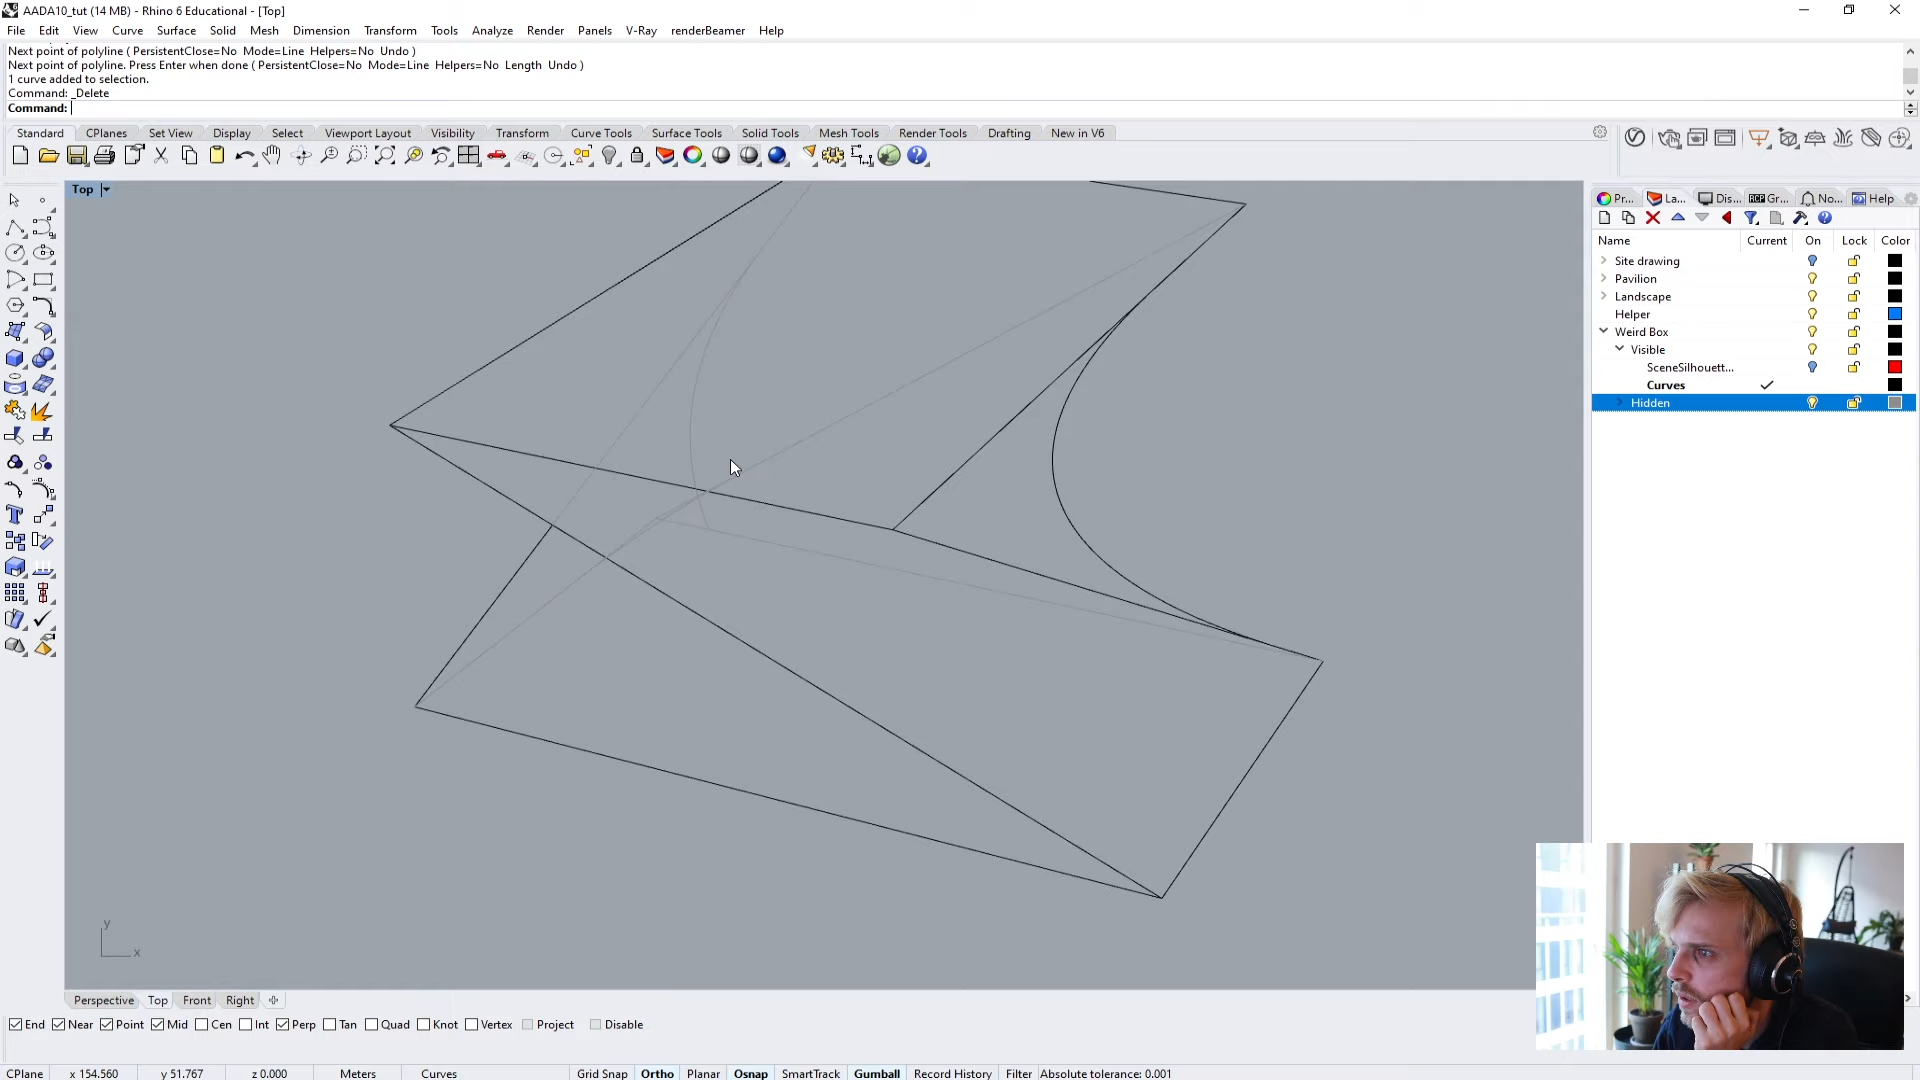 AADA10_tut (14 MB) - Rhino 6 Educational - [Top]
File Edit View Curve Surface Solid Mesh Dimension Transform Tools Analyze Render Panels V-Ray renderBeamer Help
Next point of polyline ( PersistentClose=No Mode=Line Helpers=No Undo )
Next point of polyline. Press Enter when done ( PersistentClose=No Mode=Line Helpers=No Length Undo )
1 curve added to selection.
Command: _Delete
Command:
Standard CPlanes Set View Display Select Viewport Layout Visibility Transform Curve Tools Surface Tools Solid Tools Mesh Tools Render Tools Drafting New in V6
Top
Pr... La... Dis... RCP Gr... No... Help
Name Current On Lock Color
Site drawing
Pavilion
Landscape
Helper
Weird Box
Visible
SceneSilhouett...
Curves
Hidden
y
x
Perspective Top Front Right
End Near Point Mid Cen Int Perp Tan Quad Knot Vertex Project Disable
CPlane x 154.560 y 51.767 z 0.000 Meters Curves Grid Snap Ortho Planar Osnap SmartTrack Gumball Record History Filter Absolute tolerance: 0.001